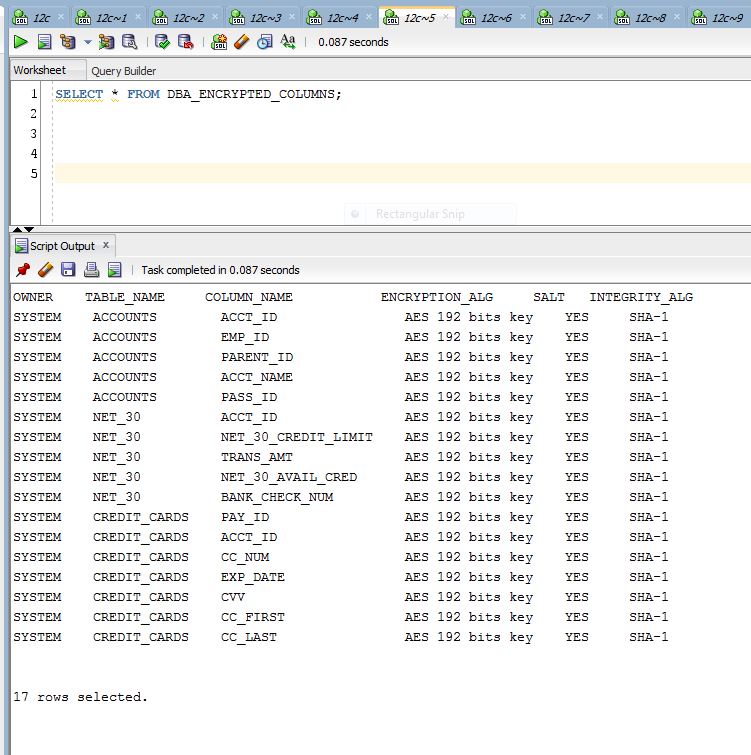 12c 12c~1 12c~2 12c~3 12c~4 12c~5 12c~6 12c~7 12c~8 12c~9
0.087 seconds
Worksheet Query Builder
1 SELECT * FROM DBA_ENCRYPTED_COLUMNS;
2
3
4
5
Rectangular Snip
Script Output x
Task completed in 0.087 seconds
OWNER TABLE_NAME COLUMN_NAME ENCRYPTION_ALG SALT INTEGRITY_ALG
SYSTEM ACCOUNTS ACCT_ID AES 192 bits key YES SHA-1
SYSTEM ACCOUNTS EMP_ID AES 192 bits key YES SHA-1
SYSTEM ACCOUNTS PARENT_ID AES 192 bits key YES SHA-1
SYSTEM ACCOUNTS ACCT_NAME AES 192 bits key YES SHA-1
SYSTEM ACCOUNTS PASS_ID AES 192 bits key YES SHA-1
SYSTEM NET_30 ACCT_ID AES 192 bits key YES SHA-1
SYSTEM NET_30 NET_30_CREDIT_LIMIT AES 192 bits key YES SHA-1
SYSTEM NET_30 TRANS_AMT AES 192 bits key YES SHA-1
SYSTEM NET_30 NET_30_AVAIL_CRED AES 192 bits key YES SHA-1
SYSTEM NET_30 BANK_CHECK_NUM AES 192 bits key YES SHA-1
SYSTEM CREDIT_CARDS PAY_ID AES 192 bits key YES SHA-1
SYSTEM CREDIT_CARDS ACCT_ID AES 192 bits key YES SHA-1
SYSTEM CREDIT_CARDS CC_NUM AES 192 bits key YES SHA-1
SYSTEM CREDIT_CARDS EXP_DATE AES 192 bits key YES SHA-1
SYSTEM CREDIT_CARDS CVV AES 192 bits key YES SHA-1
SYSTEM CREDIT_CARDS CC_FIRST AES 192 bits key YES SHA-1
SYSTEM CREDIT_CARDS CC_LAST AES 192 bits key YES SHA-1
17 rows selected.